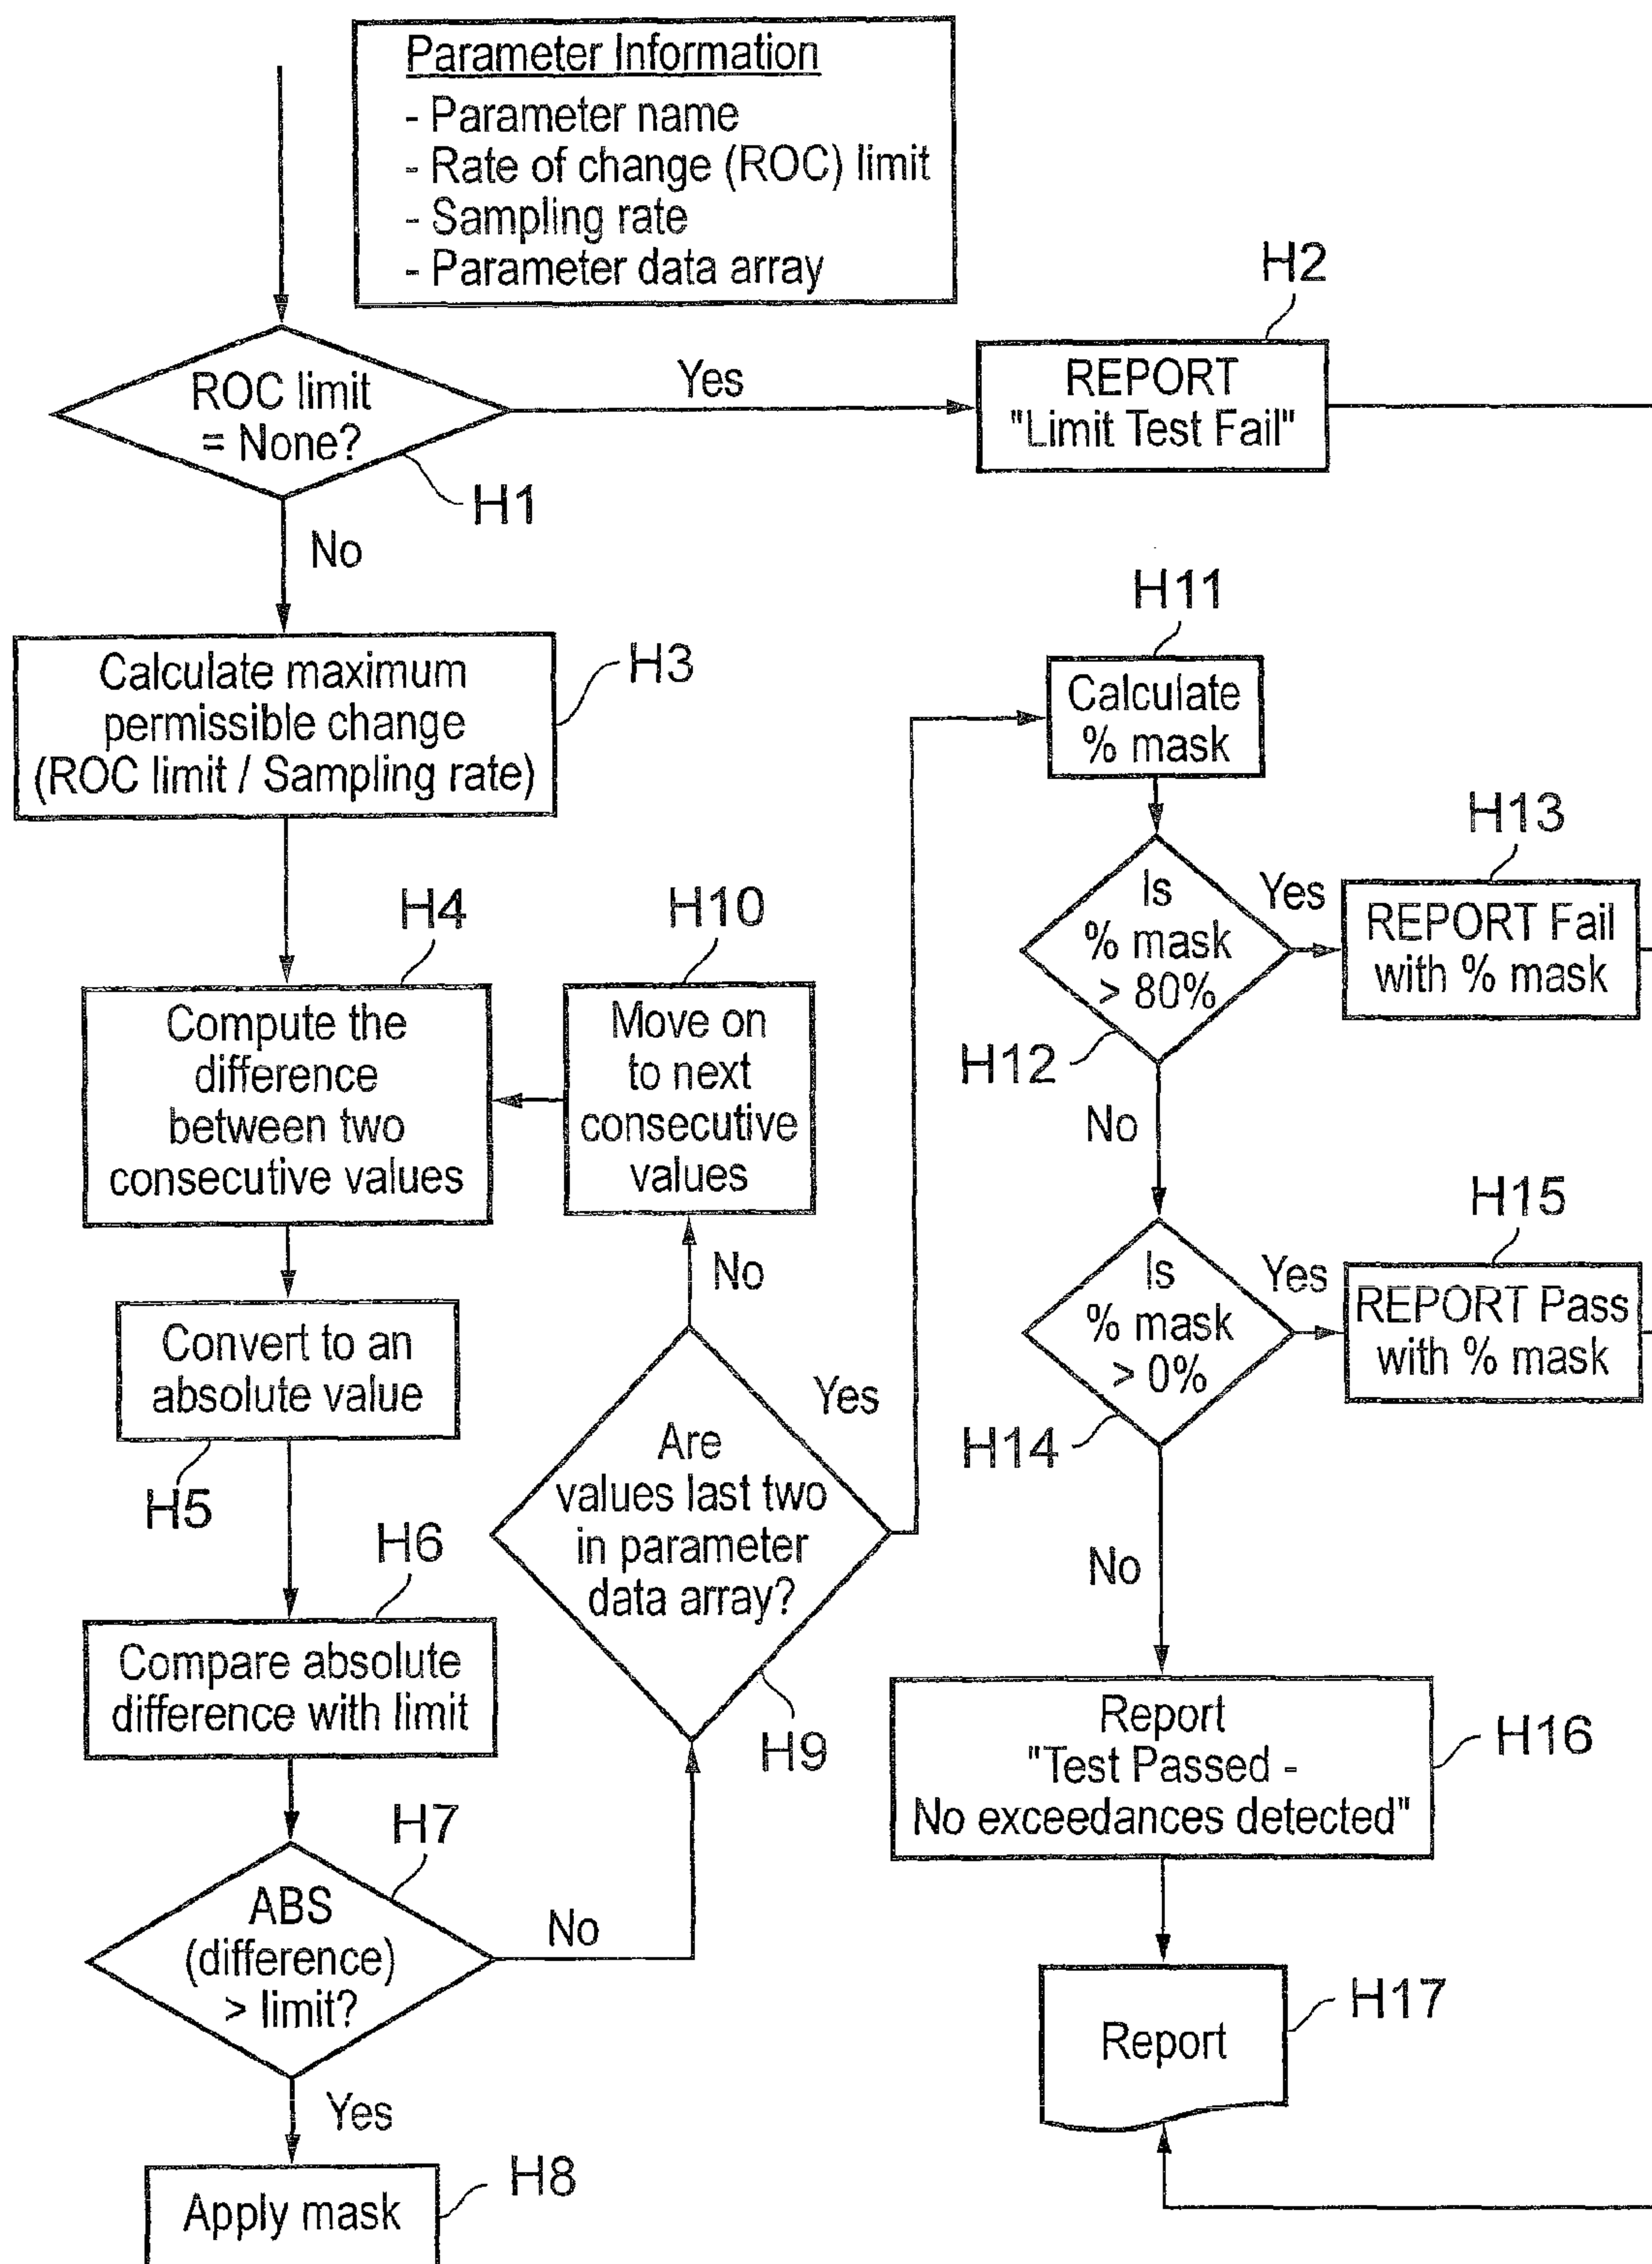 Parameter Information
- Parameter name
- Rate of change (ROC) limit
- Sampling rate
- Parameter data array
ROC limit
= None?
H1
Yes
H2
REPORT
"Limit Test Fail"
No
Calculate maximum
permissible change
(ROC limit / Sampling rate)
H3
H4
Compute the
difference
between two
consecutive values
H10
Move on
to next
consecutive
values
No
Convert to an
absolute value
H5
H6
Compare absolute
difference with limit
H7
ABS
(difference)
> limit?
No
Yes
Apply mask
H8
Are
values last two
in parameter
data array?
H9
Yes
H11
Calculate
% mask
Is
% mask
> 80%
H12
Yes
H13
REPORT Fail
with % mask
No
Is
% mask
> 0%
H14
Yes
H15
REPORT Pass
with % mask
No
Report
"Test Passed -
No exceedances detected"
H16
Report
H17